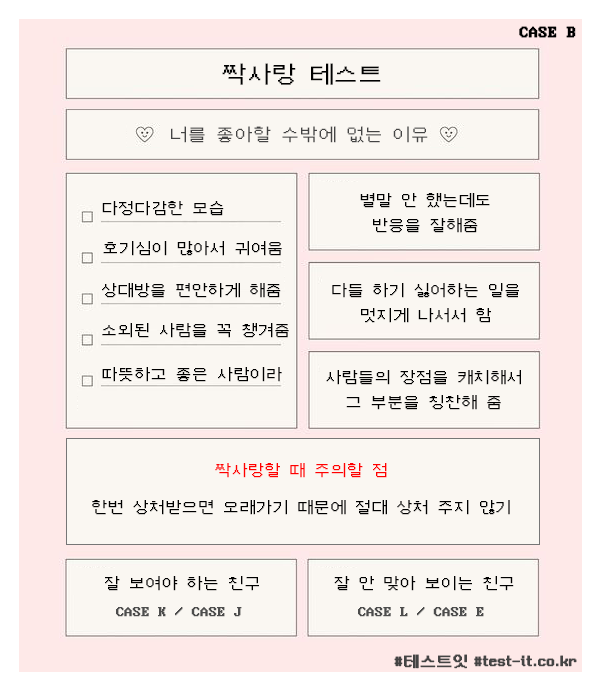 CASE B
짝사랑 테스트
너를 좋아할 수밖에 없는 이유
다정다감한 모습
호기심이 많아서 귀여움
상대방을 편안하게 해줌
소외된 사람을 꼭 챙겨줌
따뜻하고 좋은 사람이라
별말 안 했는데도
반응을 잘해줌
다들 하기 싫어하는 일을
멋지게 나서서 함
사람들의 장점을 캐치해서
그 부분을 칭찬해 줌
짝사랑할 때 주의할 점
한번 상처받으면 오래가기 때문에 절대 상처 주지 않기
잘 보여야 하는 친구
CASE K / CASE J
잘 안 맞아 보이는 친구
CASE L / CASE E
#테스트잇 #test-it.co.kr